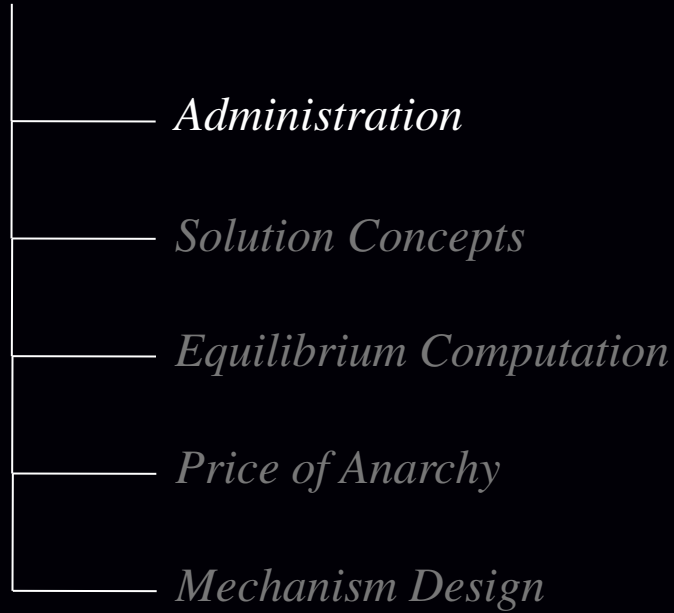 Administration
Solution Concepts
Equilibrium Computation
Price of Anarchy
Mechanism Design